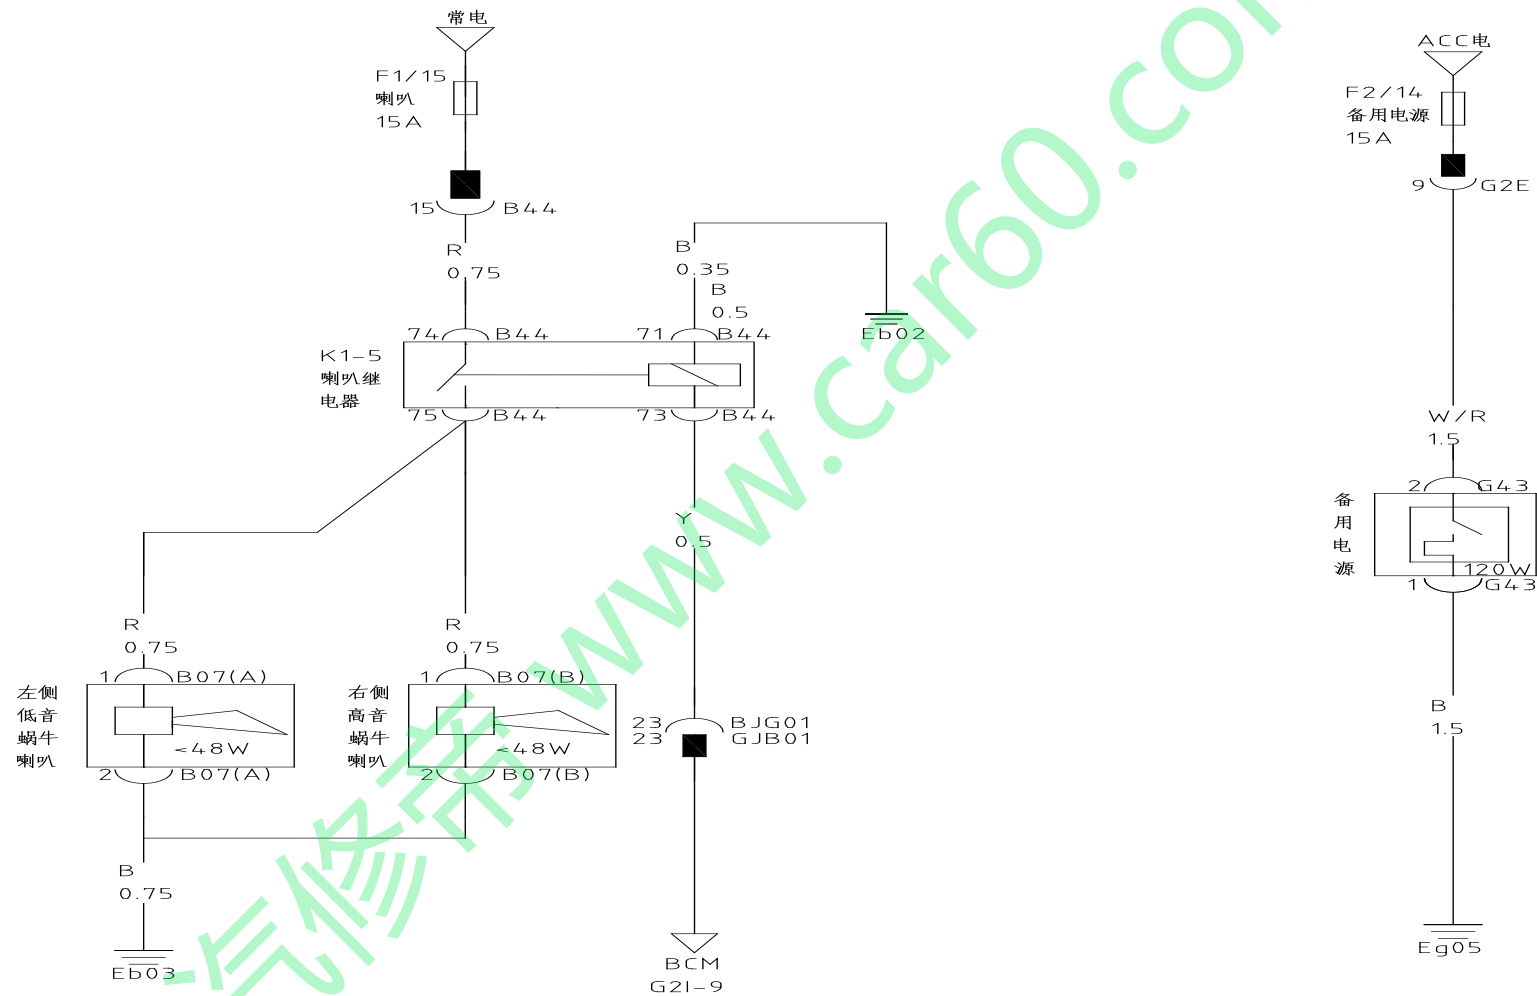 常电
F1/15
喇叭
15A
15 B44
R
0.75
B
0.35
B
0.5
Eb02
74 B44
71 B44
K1-5
喇叭继
电器
75 B44
73 B44
Y
0.5
R
0.75
R
0.75
1 B07(A)
左侧
低音
蜗牛
喇叭
<48W
2 B07(A)
1 B07(B)
右侧
高音
蜗牛
喇叭
<48W
2 B07(B)
23 BJG01
23 GJB01
B
0.75
Eb03
BCM
G2I-9
ACC电
F2/14
备用电源
15A
9 G2E
W/R
1.5
2 G43
备
用
电
源
120W
1 G43
B
1.5
Eg05
汽修帝 www.car60.com